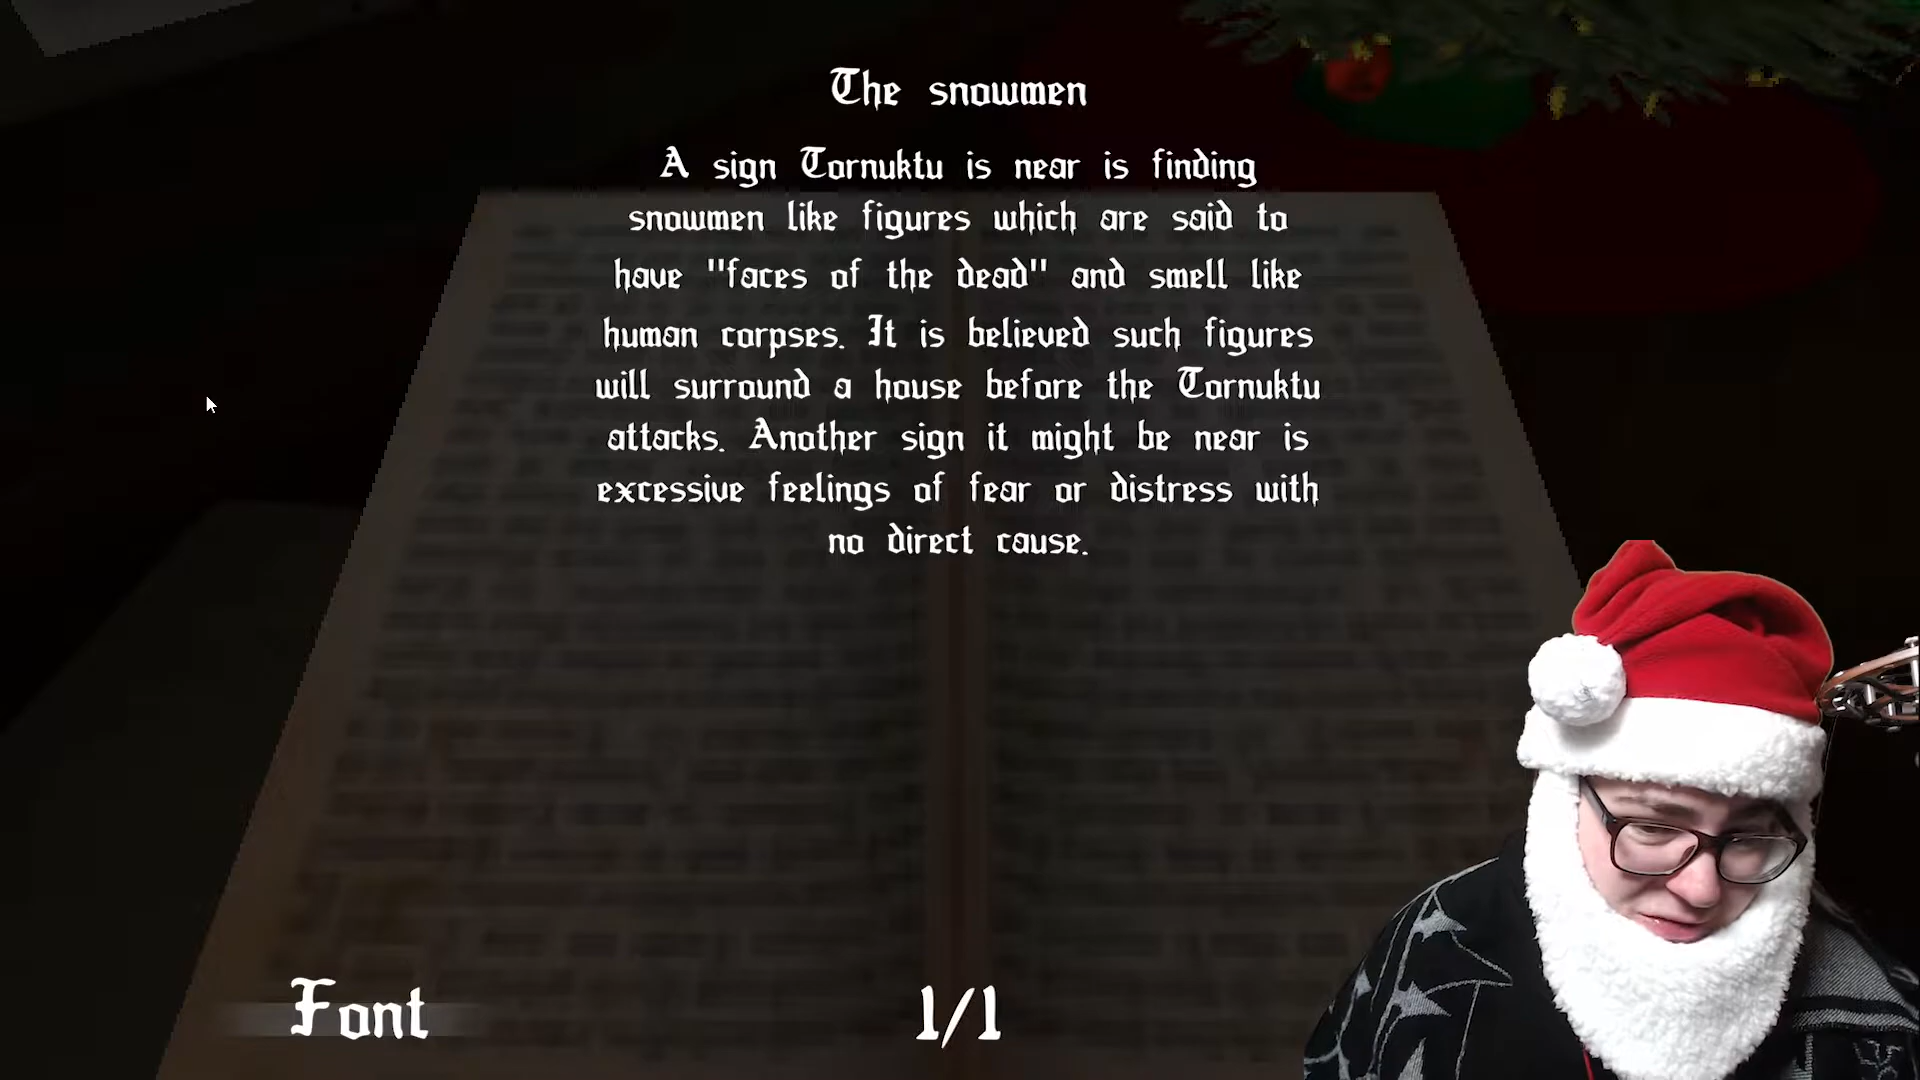 The snowmen
A sign Tornuktu is near is finding
snowmen like figures which are said to
have "faces of the dead" and smell like
human corpses. It is believed such figures
will surround a house before the Tornuktu
attacks. Another sign it might be near is
excessive feelings of fear or distress with
no direct cause.
Font
1/1